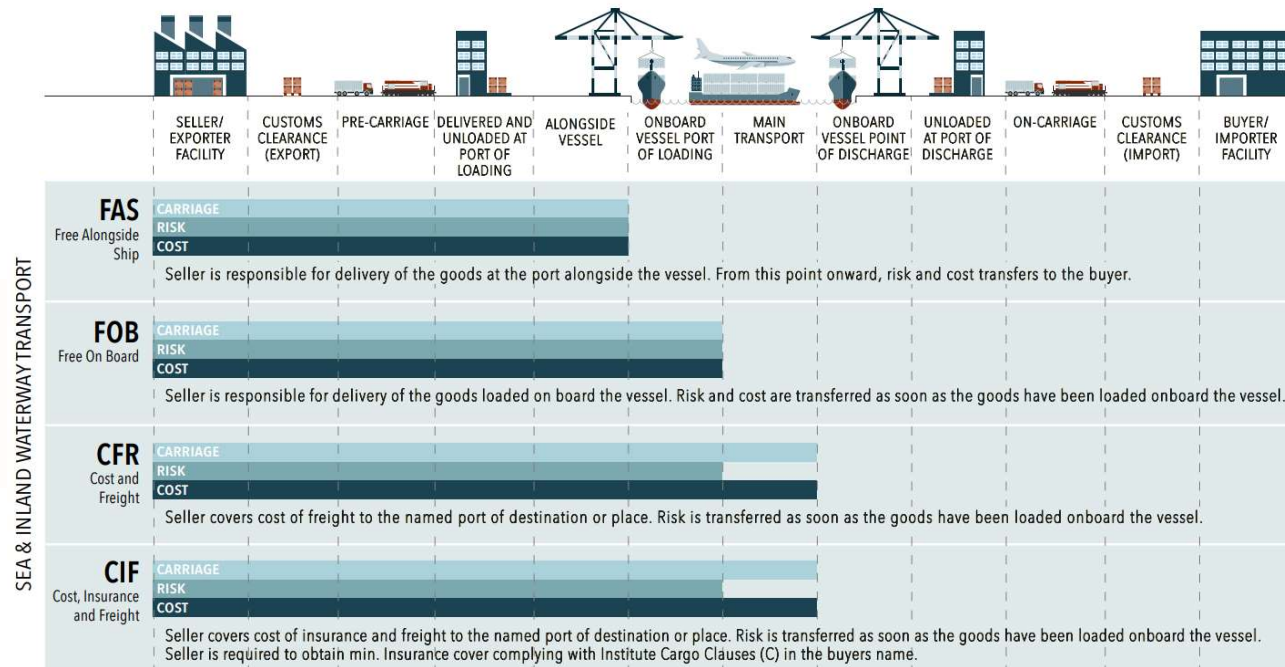 SELLER/
EXPORTER
FACILITY
CUSTOMS
CLEARANCE
(EXPORT)
PRE-CARRIAGE
DELIVERED AND
UNLOADED AT
PORT OF
LOADING
ALONGSIDE
VESSEL
ONBOARD
VESSEL PORT
OF LOADING
MAIN
TRANSPORT
ONBOARD
VESSEL POINT
OF DISCHARGE
UNLOADED
AT PORT OF
DISCHARGE
ON-CARRIAGE
CUSTOMS
CLEARANCE
(IMPORT)
BUYER/
IMPORTER
FACILITY
SEA & INLAND WATERWAY TRANSPORT
FAS
Free Alongside
Ship
CARRIAGE
RISK
COST
Seller is responsible for delivery of the goods at the port alongside the vessel. From this point onward, risk and cost transfers to the buyer.
FOB
Free On Board
CARRIAGE
RISK
COST
Seller is responsible for delivery of the goods loaded on board the vessel. Risk and cost are transferred as soon as the goods have been loaded onboard the vessel.
CFR
Cost and
Freight
CARRIAGE
RISK
COST
Seller covers cost of freight to the named port of destination or place. Risk is transferred as soon as the goods have been loaded onboard the vessel.
CIF
Cost, Insurance
and Freight
CARRIAGE
RISK
COST
Seller covers cost of insurance and freight to the named port of destination or place. Risk is transferred as soon as the goods have been loaded onboard the vessel.
Seller is required to obtain min. Insurance cover complying with Institute Cargo Clauses (C) in the buyers name.